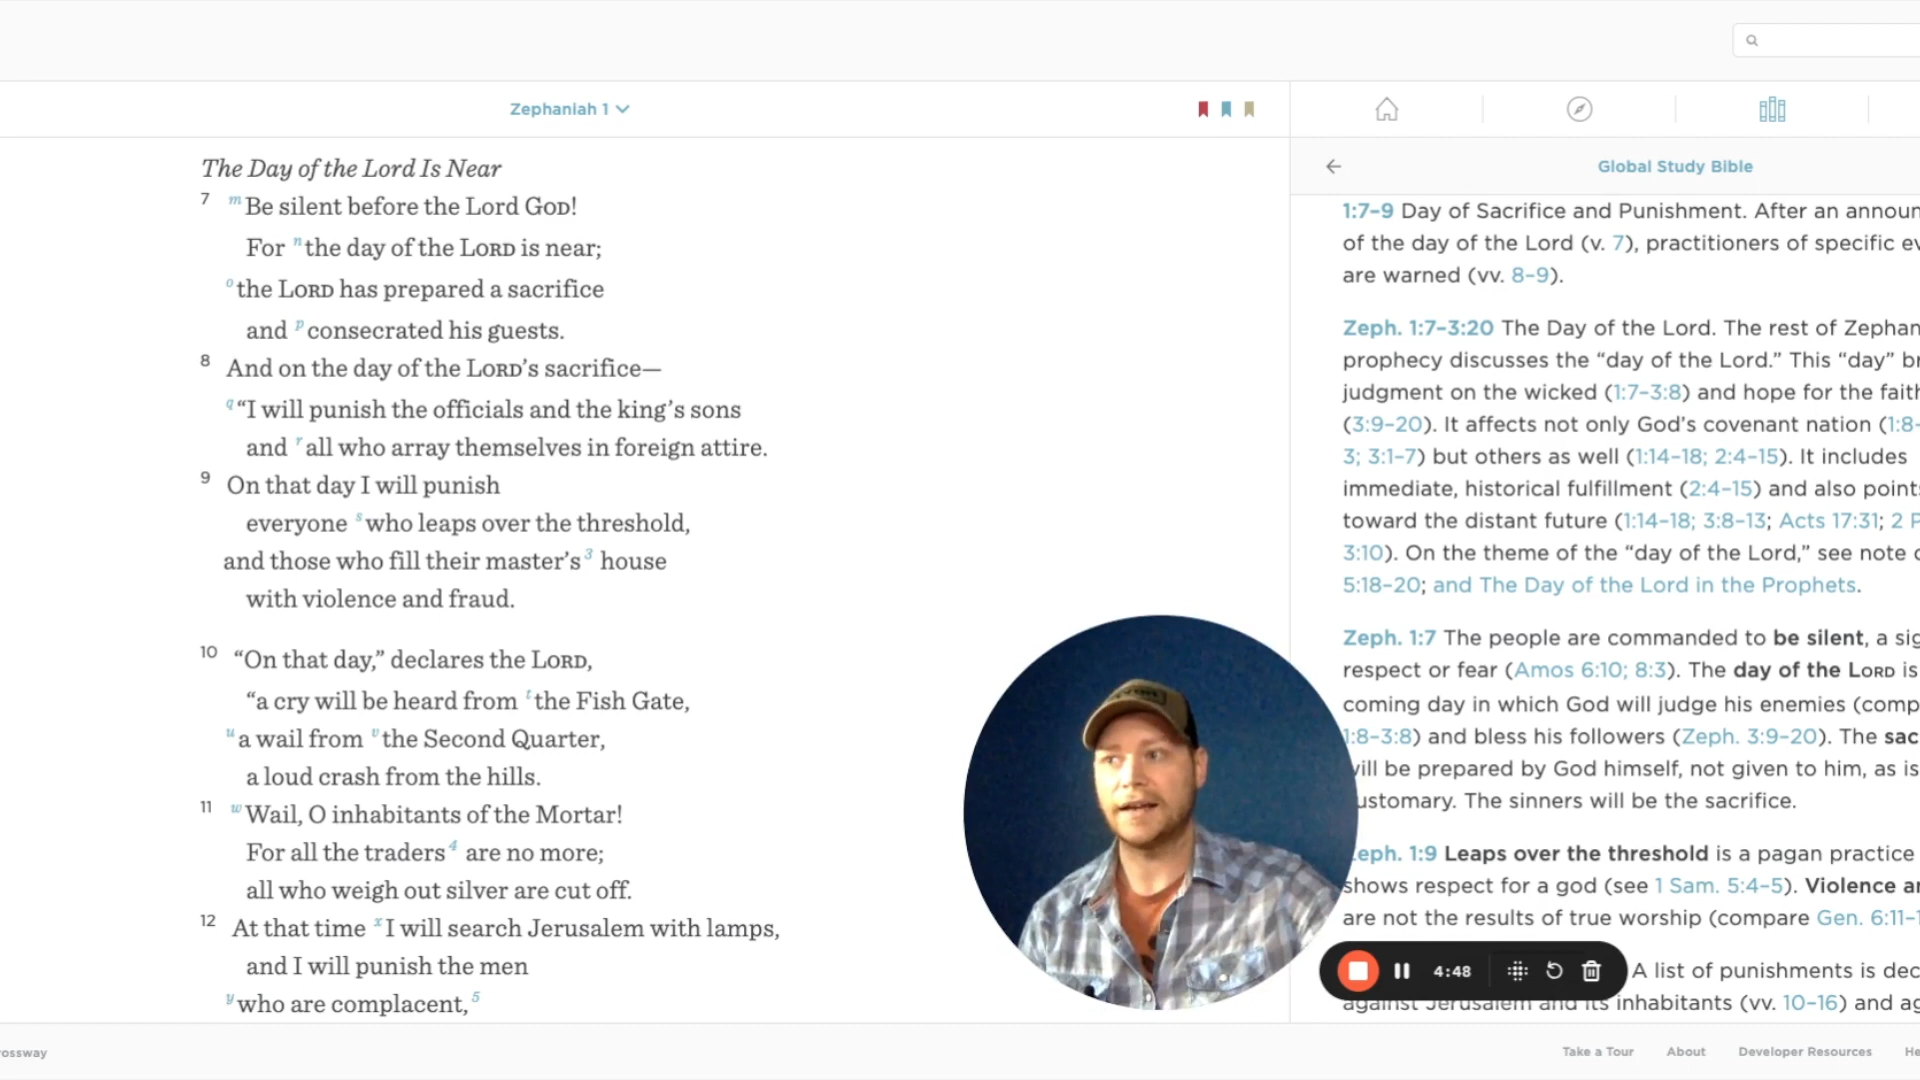 Zephaniah 1
The Day of the Lord Is Near
7 m Be silent before the Lord GOD!
For n the day of the LORD is near;
o the LORD has prepared a sacrifice
and p consecrated his guests.
8 And on the day of the LORD’s sacrifice—
q “I will punish the officials and the king’s sons
and r all who array themselves in foreign attire.
9 On that day I will punish
everyone s who leaps over the threshold,
and those who fill their master’s 3 house
with violence and fraud.
10 “On that day,” declares the LORD,
“a cry will be heard from t the Fish Gate,
u a wail from v the Second Quarter,
a loud crash from the hills.
11 w Wail, O inhabitants of the Mortar!
For all the traders 4 are no more;
all who weigh out silver are cut off.
12 At that time x I will search Jerusalem with lamps,
and I will punish the men
y who are complacent, 5
Global Study Bible
1:7–9 Day of Sacrifice and Punishment. After an announ
of the day of the Lord (v. 7), practitioners of specific ev
are warned (vv. 8–9).
Zeph. 1:7–3:20 The Day of the Lord. The rest of Zephan
prophecy discusses the “day of the Lord.” This “day” br
judgment on the wicked (1:7–3:8) and hope for the faith
(3:9–20). It affects not only God’s covenant nation (1:8–
3; 3:1–7) but others as well (1:14–18; 2:4–15). It includes
immediate, historical fulfillment (2:4–15) and also points
toward the distant future (1:14–18; 3:8–13; Acts 17:31; 2 P
3:10). On the theme of the “day of the Lord,” see note o
5:18–20; and The Day of the Lord in the Prophets.
Zeph. 1:7 The people are commanded to be silent, a sig
respect or fear (Amos 6:10; 8:3). The day of the LORD is
coming day in which God will judge his enemies (comp
1:8–3:8) and bless his followers (Zeph. 3:9–20). The sac
will be prepared by God himself, not given to him, as is
ustomary. The sinners will be the sacrifice.
eph. 1:9 Leaps over the threshold is a pagan practice
shows respect for a god (see 1 Sam. 5:4–5). Violence an
are not the results of true worship (compare Gen. 6:11–1
A list of punishments is dec
against Jerusalem and its inhabitants (vv. 10–16) and ag
4:48
rossway
Take a Tour
About
Developer Resources
He